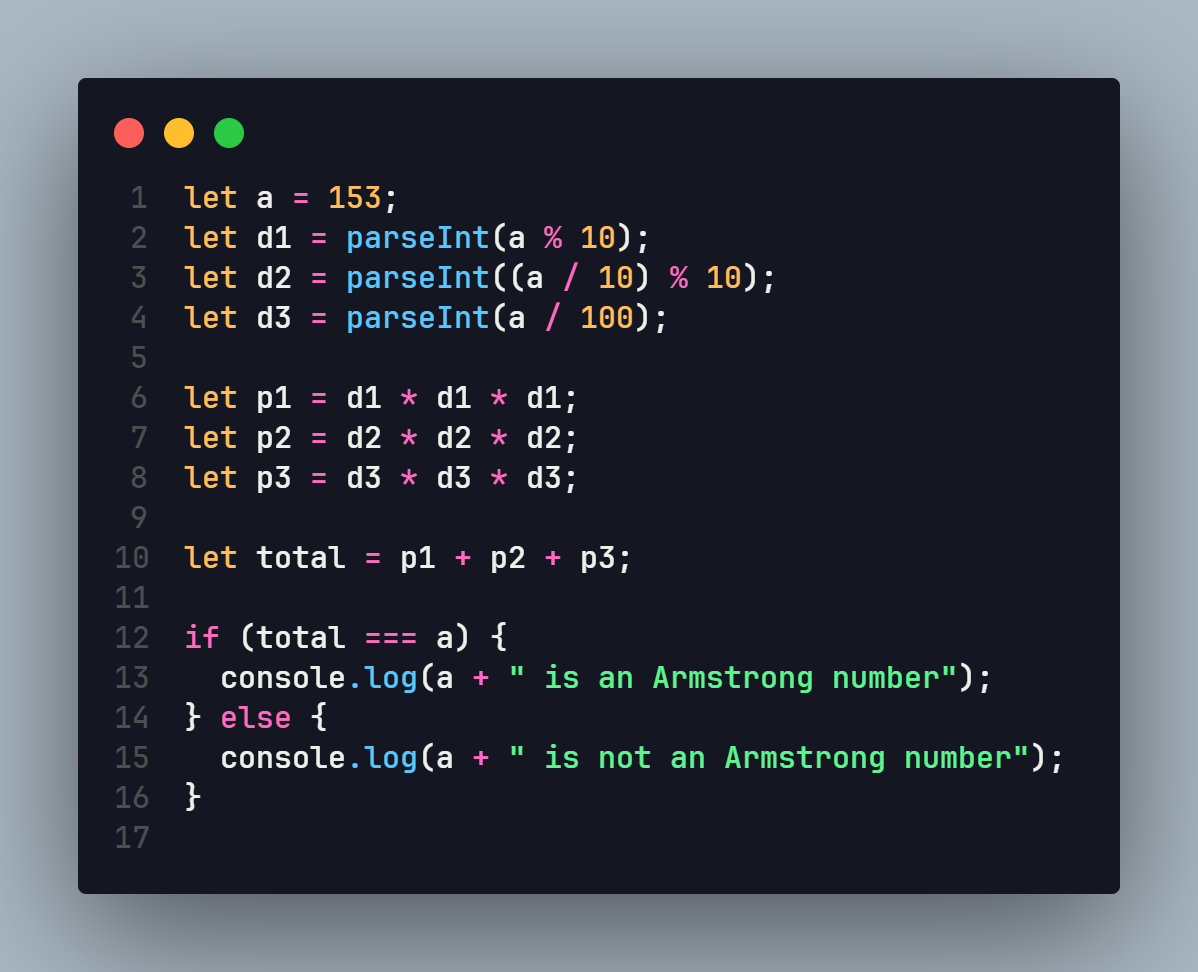 1 let a = 153;
2 let d1 = parseInt(a % 10);
3 let d2 = parseInt((a / 10) % 10);
4 let d3 = parseInt(a / 100);
5
6 let p1 = d1 * d1 * d1;
7 let p2 = d2 * d2 * d2;
8 let p3 = d3 * d3 * d3;
9
10 let total = p1 + p2 + p3;
11
12 if (total === a) {
13   console.log(a + " is an Armstrong number");
14 } else {
15   console.log(a + " is not an Armstrong number");
16 }
17